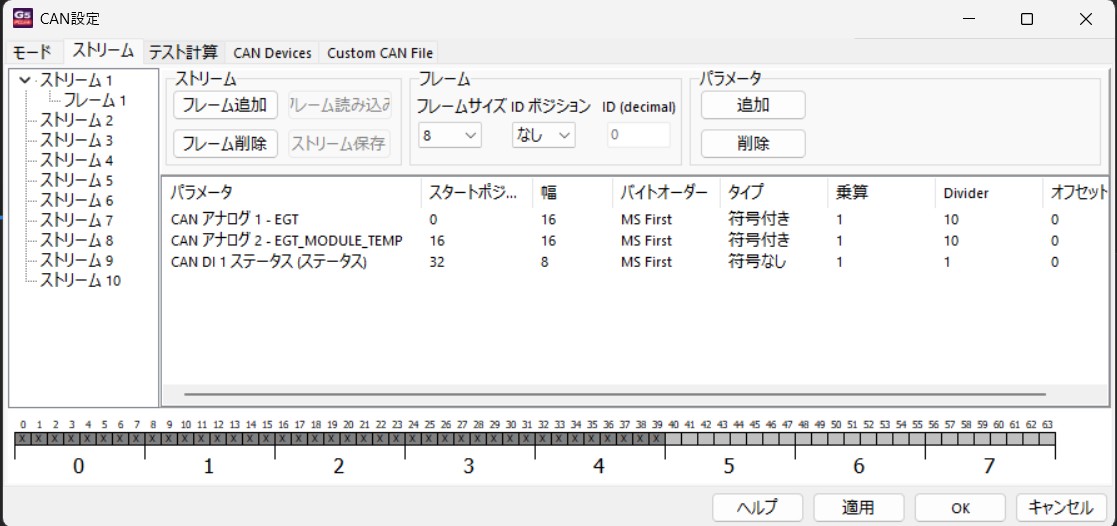 G5
CAN設定
モード ストリーム テスト計算 CAN Devices Custom CAN File
ストリーム 1
フレーム 1
ストリーム 2
ストリーム 3
ストリーム 4
ストリーム 5
ストリーム 6
ストリーム 7
ストリーム 8
ストリーム 9
ストリーム 10
ストリーム
フレーム追加 フレーム読み込み
フレーム削除 ストリーム保存
フレーム
フレームサイズ ID ポジション ID (decimal)
8 なし 0
パラメータ
追加
削除
パラメータ スタートポジ... 幅 バイトオーダー タイプ 乗算 Divider オフセット
CAN アナログ 1 - EGT 0 16 MS First 符号付き 1 10 0
CAN アナログ 2 - EGT_MODULE_TEMP 16 16 MS First 符号付き 1 10 0
CAN DI 1 ステータス (ステータス) 32 8 MS First 符号なし 1 1 0
0 1 2 3 4 5 6 7 8 9 10 11 12 13 14 15 16 17 18 19 20 21 22 23 24 25 26 27 28 29 30 31 32 33 34 35 36 37 38 39 40 41 42 43 44 45 46 47 48 49 50 51 52 53 54 55 56 57 58 59 60 61 62 63
X X X X X X X X X X X X X X X X X X X X X X X X X X X X X X X X X X X X X X X X
0 1 2 3 4 5 6 7
ヘルプ 適用 OK キャンセル